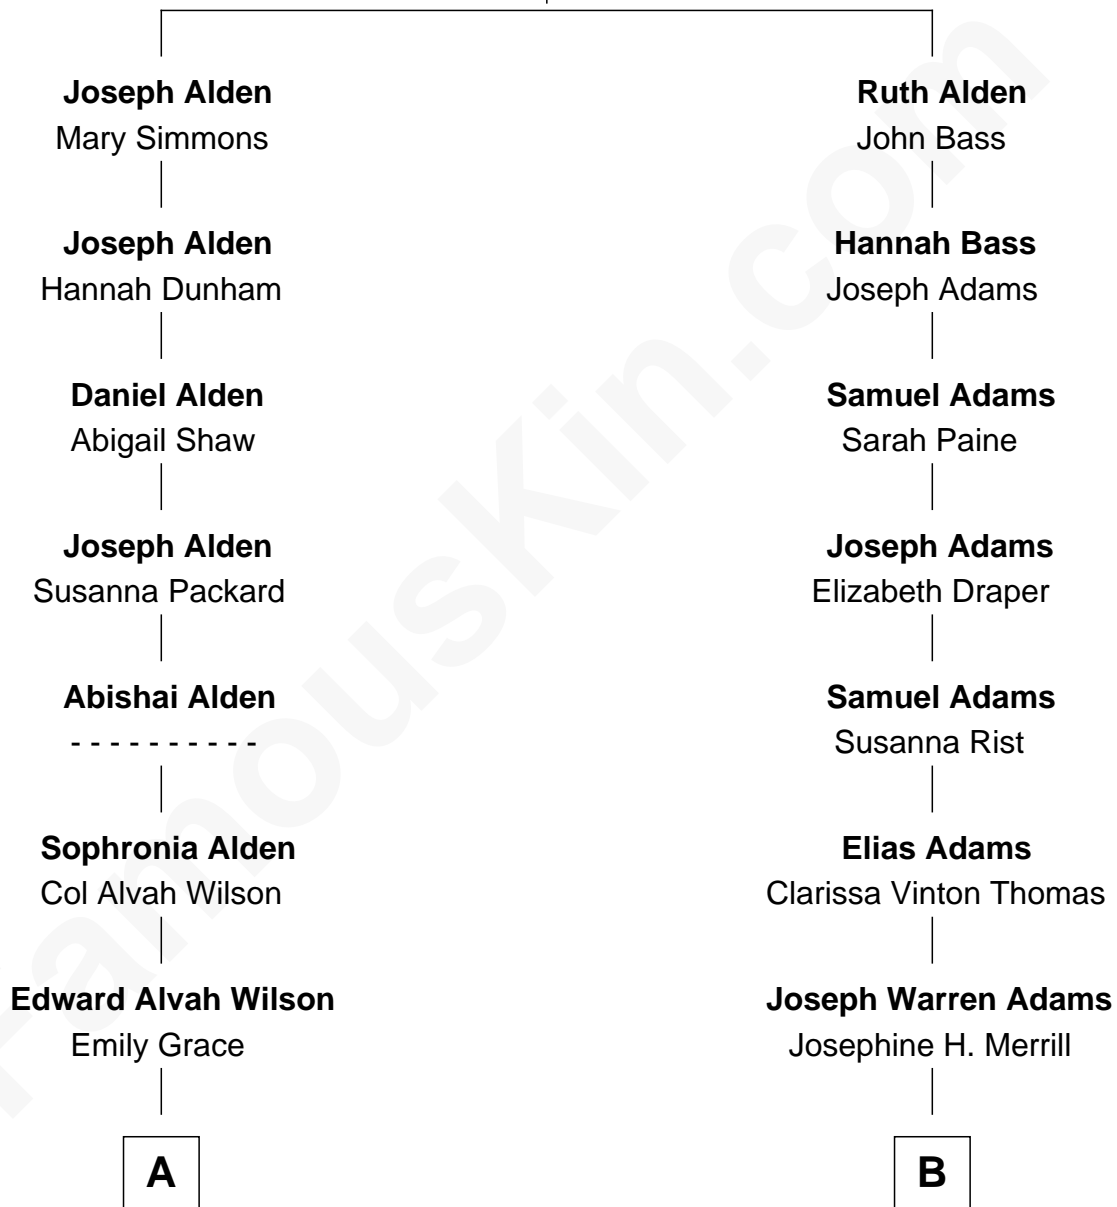 Joseph Alden
Mary Simmons
Joseph Alden
Hannah Dunham
Daniel Alden
Abigail Shaw
Joseph Alden
Susanna Packard
Abishai Alden
- - - - - - - - - -
Sophronia Alden
Col Alvah Wilson
Edward Alvah Wilson
Emily Grace
A
Ruth Alden
John Bass
Hannah Bass
Joseph Adams
Samuel Adams
Sarah Paine
Joseph Adams
Elizabeth Draper
Samuel Adams
Susanna Rist
Elias Adams
Clarissa Vinton Thomas
Joseph Warren Adams
Josephine H. Merrill
B
FamousKin.com